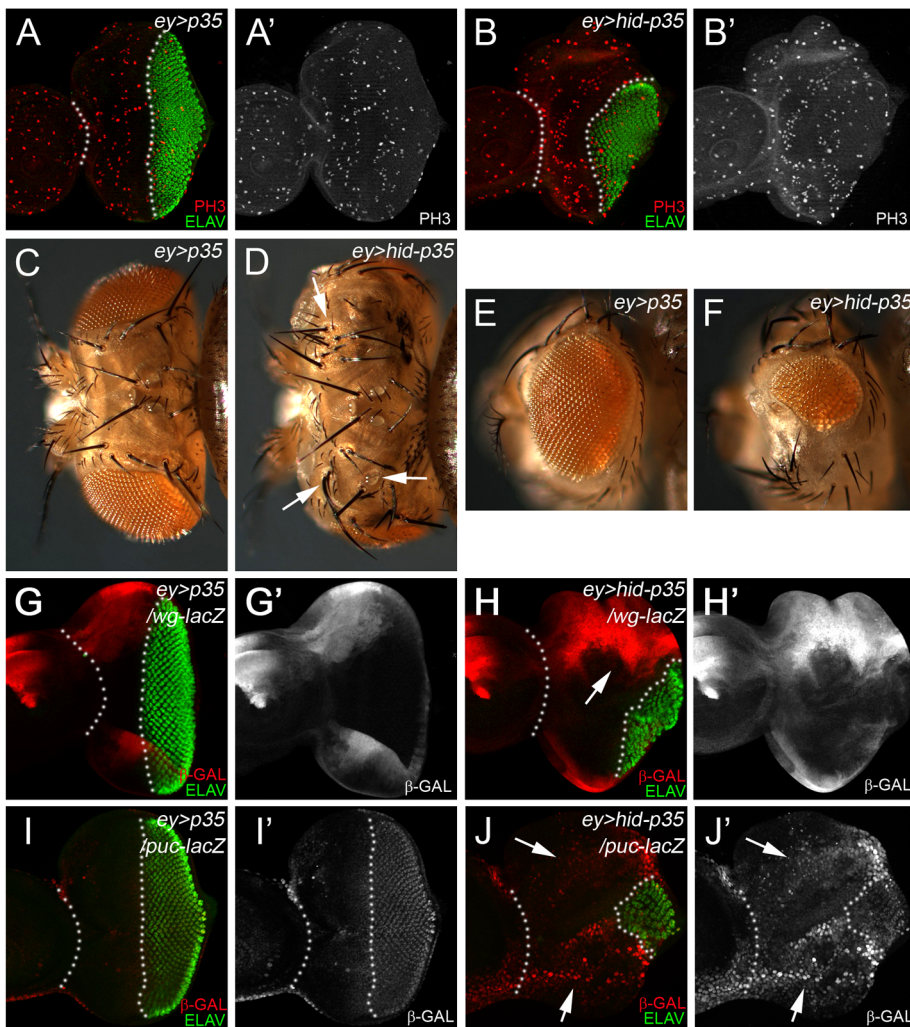 A
ey>p35
PH3
ELAV
A'
PH3
B
ey>hid-p35
PH3
ELAV
B'
PH3
C
ey>p35
D
ey>hid-p35
E
ey>p35
F
ey>hid-p35
G
ey>p35
/wg-lacZ
β-GAL
ELAV
G'
β-GAL
H
ey>hid-p35
/wg-lacZ
β-GAL
ELAV
H'
β-GAL
I
ey>p35
/puc-lacZ
β-GAL
ELAV
I'
β-GAL
J
ey>hid-p35
/puc-lacZ
β-GAL
ELAV
J'
β-GAL